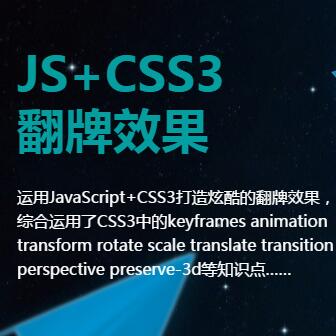 JS+CSS3
翻牌效果
运用JavaScript+CSS3打造炫酷的翻牌效果，
综合运用了CSS3中的keyframes animation
transform rotate scale translate transition
perspective preserve-3d等知识点......